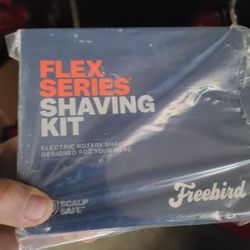 FLEX
SERIES
SHAVING
KIT
ELECTRIC ROTARY SHAVER
DESIGNED FOR YOUR HEAD
SCALP
SAFE
Freebird